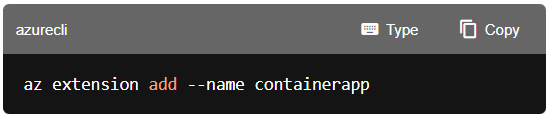 azurecli Type Copy
az extension add --name containerapp